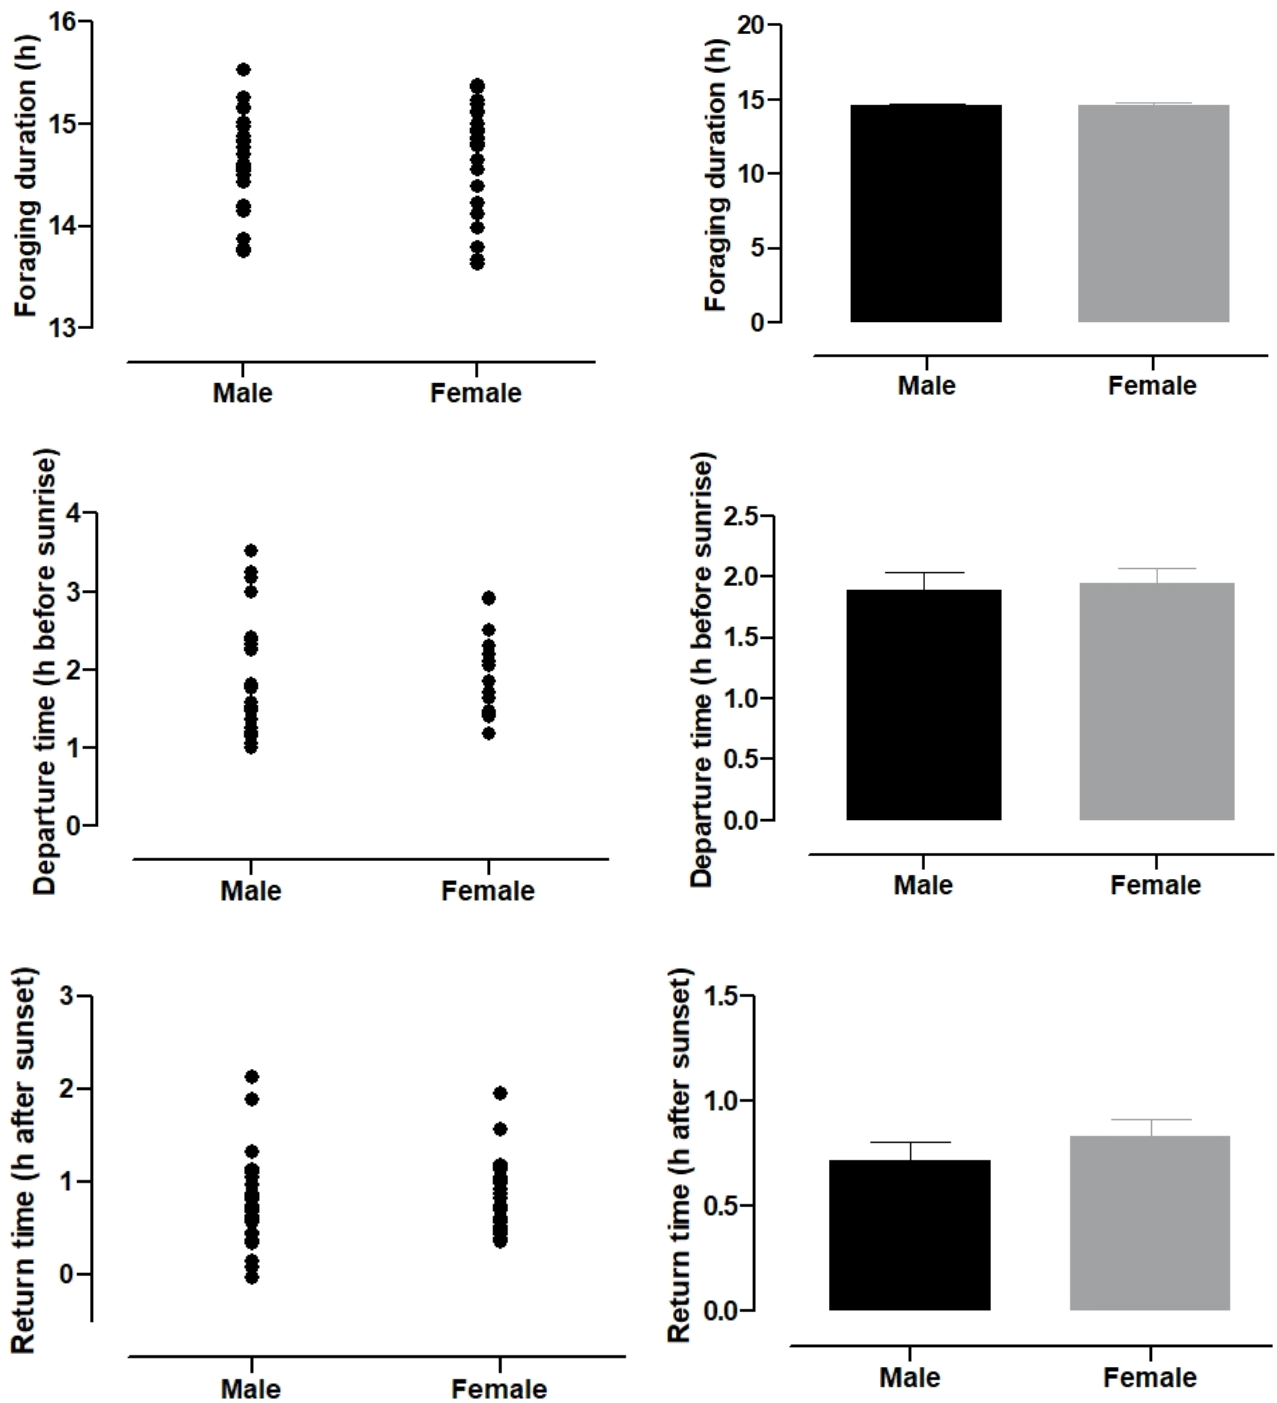 Foraging duration (h)
16
15
14
13
Male Female
Foraging duration (h)
20
15
10
5
0
Male Female
Departure time (h before sunrise)
4
3
2
1
0
Male Female
Departure time (h before sunrise)
2.5
2.0
1.5
1.0
0.5
0.0
Male Female
Return time (h after sunset)
3
2
1
0
Male Female
Return time (h after sunset)
1.5
1.0
0.5
0.0
Male Female